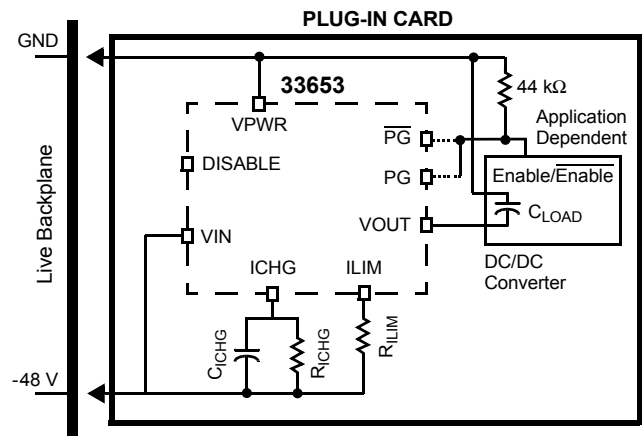 PLUG-IN CARD
GND
33653
44 kΩ
VPWR
Application
Dependent
PG
DISABLE
Enable/Enable
PG
CLOAD
VOUT
VIN
Live Backplane
DC/DC
Converter
ICHG
ILIM
CICHG
RICHG
RILIM
-48 V